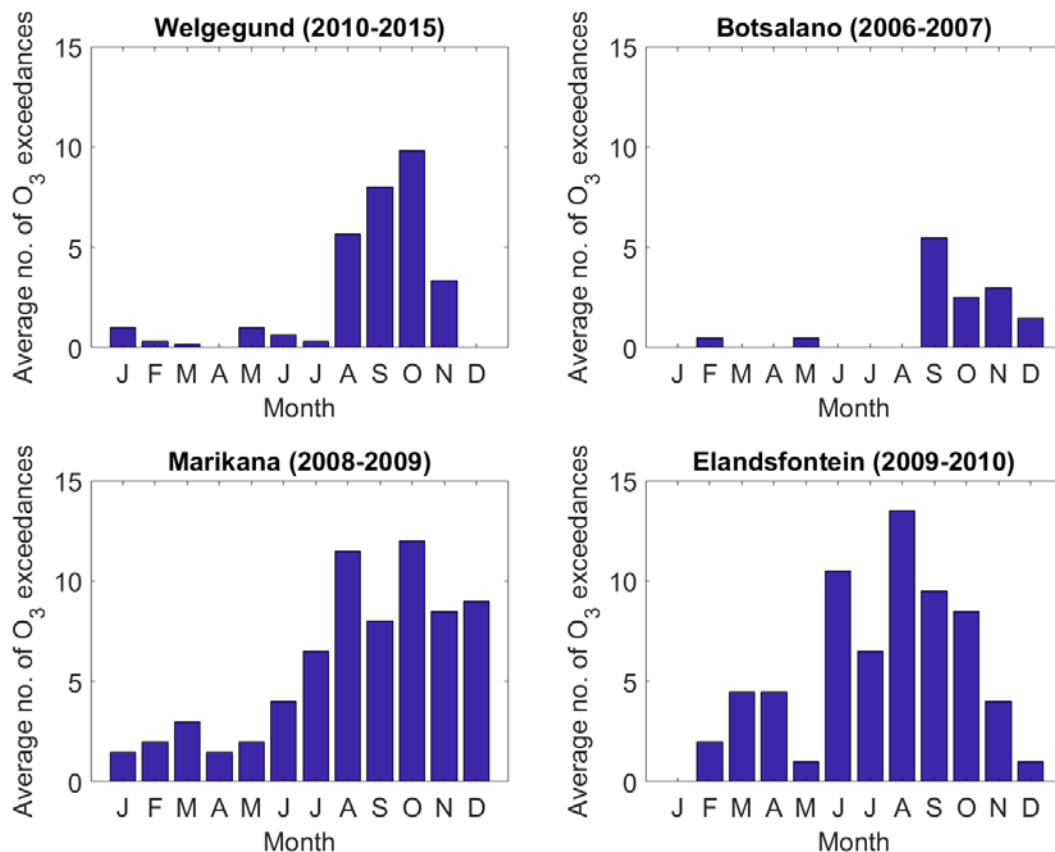 Welgegund (2010-2015)
Average no. of O3 exceedances
15
10
5
0
J F M A M J J A S O N D
Month
Botsalano (2006-2007)
Average no. of O3 exceedances
15
10
5
0
J F M A M J J A S O N D
Month
Marikana (2008-2009)
Average no. of O3 exceedances
15
10
5
0
J F M A M J J A S O N D
Month
Elandsfontein (2009-2010)
Average no. of O3 exceedances
15
10
5
0
J F M A M J J A S O N D
Month